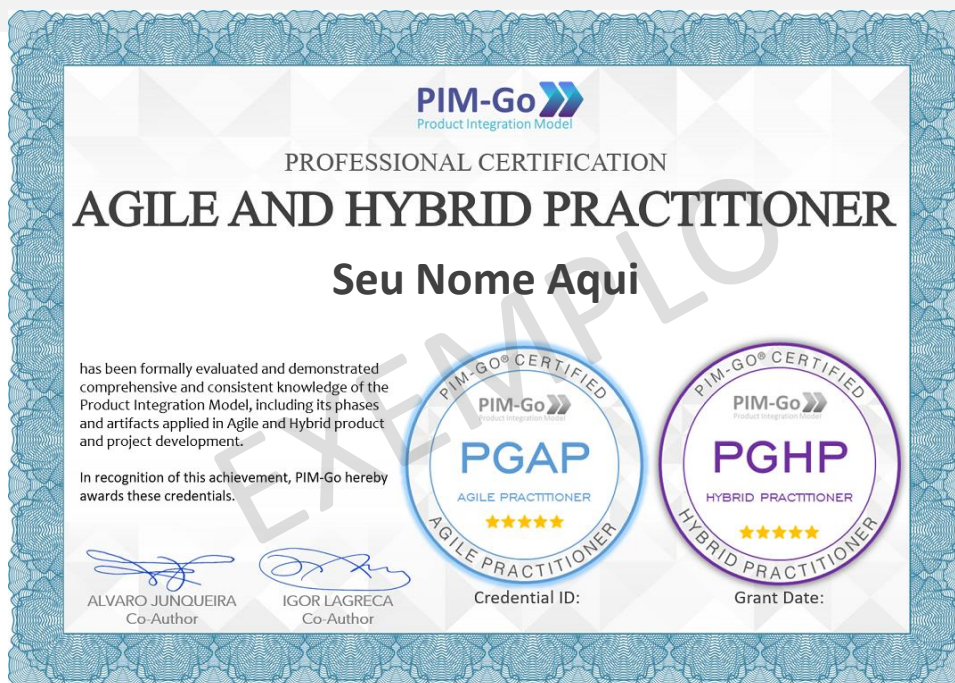 PIM-Go
Product Integration Model
PROFESSIONAL CERTIFICATION
AGILE AND HYBRID PRACTITIONER
Seu Nome Aqui
EXEMPLO
has been formally evaluated and demonstrated
comprehensive and consistent knowledge of the
Product Integration Model, including its phases
and artifacts applied in Agile and Hybrid product
and project development.
In recognition of this achievement, PIM-Go hereby
awards these credentials.
ALVARO JUNQUEIRA
Co-Author
IGOR LAGRECA
Co-Author
PIM-GO® CERTIFIED
PIM-Go
Product Integration Model
PGAP
AGILE PRACTITIONER
AGILE PRACTITIONER
Credential ID:
PIM-GO® CERTIFIED
PIM-Go
Product Integration Model
PGHP
HYBRID PRACTITIONER
HYBRID PRACTITIONER
Grant Date: